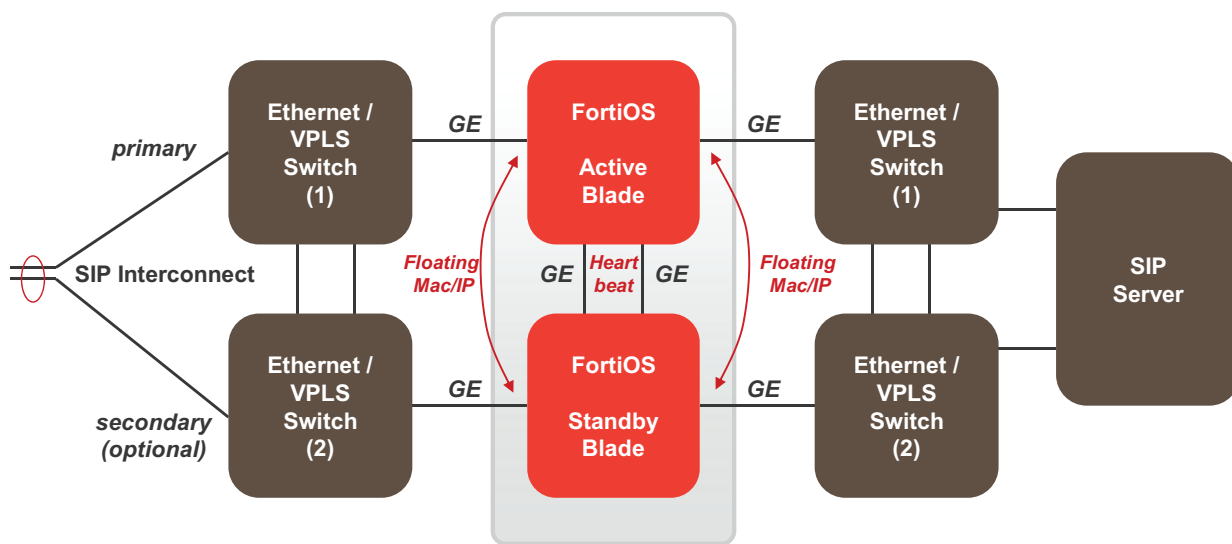 primary
SIP Interconnect
secondary
(optional)
Ethernet /
VPLS
Switch
(1)
Ethernet /
VPLS
Switch
(2)
GE
GE
Floating
Mac/IP
FortiOS
Active
Blade
GE
Heart
beat
GE
FortiOS
Standby
Blade
GE
Floating
Mac/IP
GE
Ethernet /
VPLS
Switch
(1)
Ethernet /
VPLS
Switch
(2)
SIP
Server